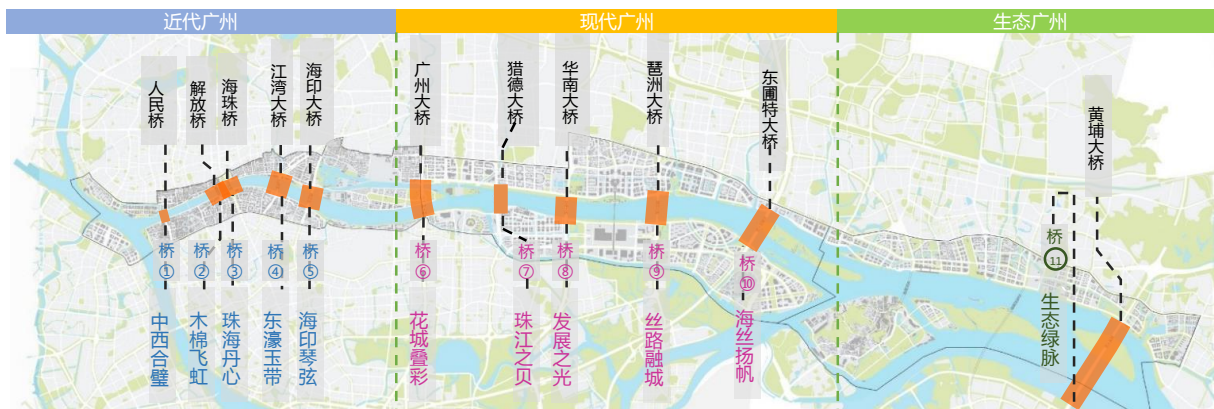 近代广州
现代广州
生态广州
人民桥
解放桥
海珠桥
江湾大桥
海印大桥
广州大桥
猎德大桥
华南大桥
琶洲大桥
东圃特大桥
黄埔大桥
桥①
桥②
桥③
桥④
桥⑤
桥⑥
桥⑦
桥⑧
桥⑨
桥⑩
桥⑪
中西合璧
木棉飞虹
珠海丹心
东濠玉带
海印琴弦
花城叠彩
珠江之贝
发展之光
丝路融城
海丝扬帆
生态绿脉